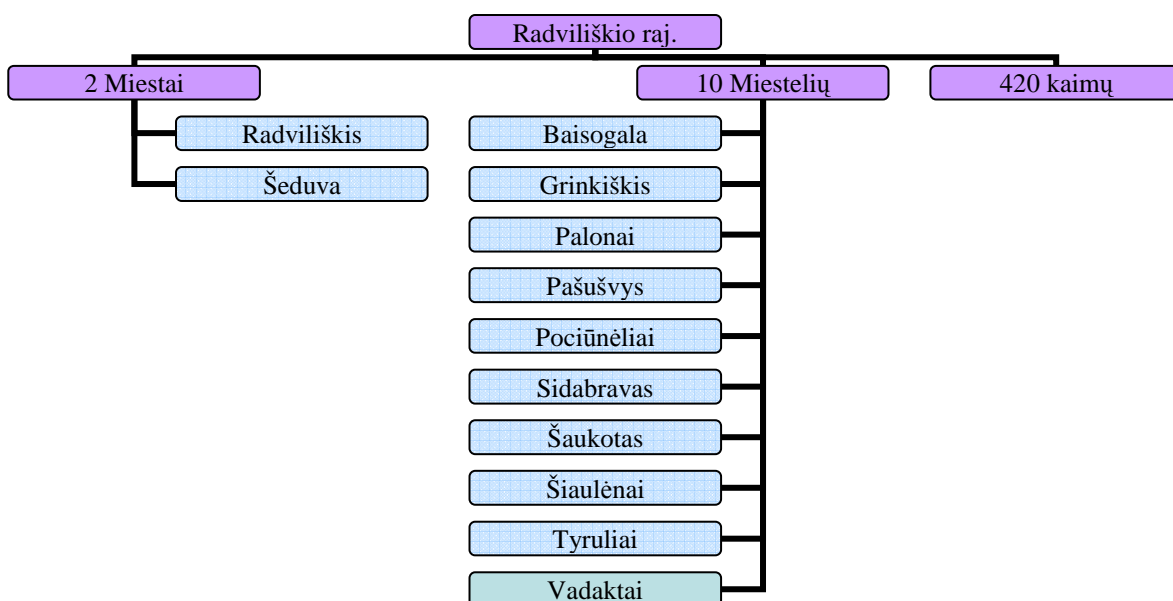 Radviliškio raj.
2 Miestai
10 Miestelių
420 kaimų
Radviliškis
Šeduva
Baisogala
Grinkiškis
Palonai
Pašušvys
Pociūnėliai
Sidabravas
Šaukotas
Šiaulėnai
Tyruliai
Vadaktai